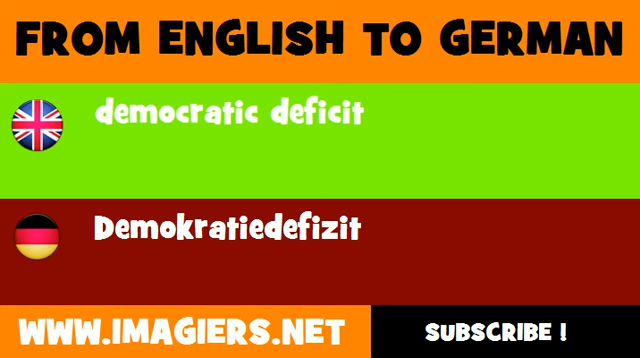 FROM ENGLISH TO GERMAN
democratic deficit
Demokratiedefizit
WWW.IMAGIERS.NET
SUBSCRIBE !